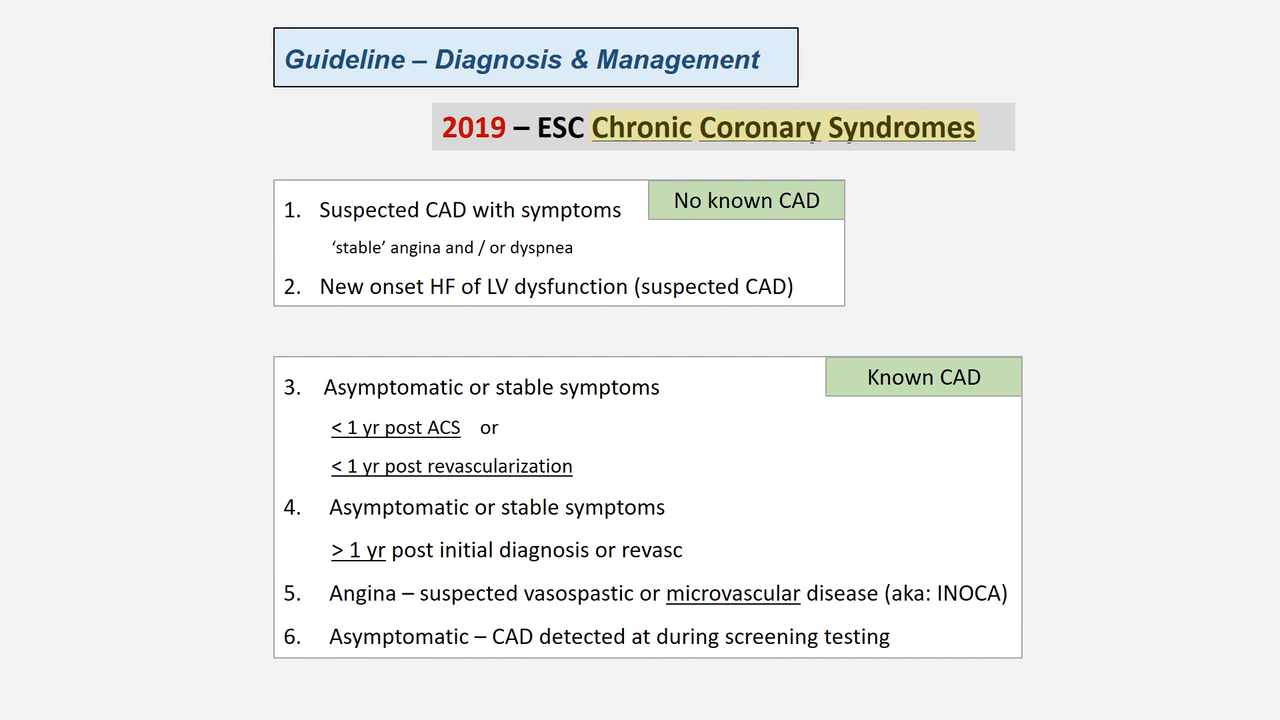 Guideline – Diagnosis & Management
2019 – ESC Chronic Coronary Syndromes
No known CAD
1. Suspected CAD with symptoms
‘stable’ angina and / or dyspnea
2. New onset HF of LV dysfunction (suspected CAD)
Known CAD
3. Asymptomatic or stable symptoms
< 1 yr post ACS or
< 1 yr post revascularization
4. Asymptomatic or stable symptoms
> 1 yr post initial diagnosis or revasc
5. Angina – suspected vasospastic or microvascular disease (aka: INOCA)
6. Asymptomatic – CAD detected at during screening testing